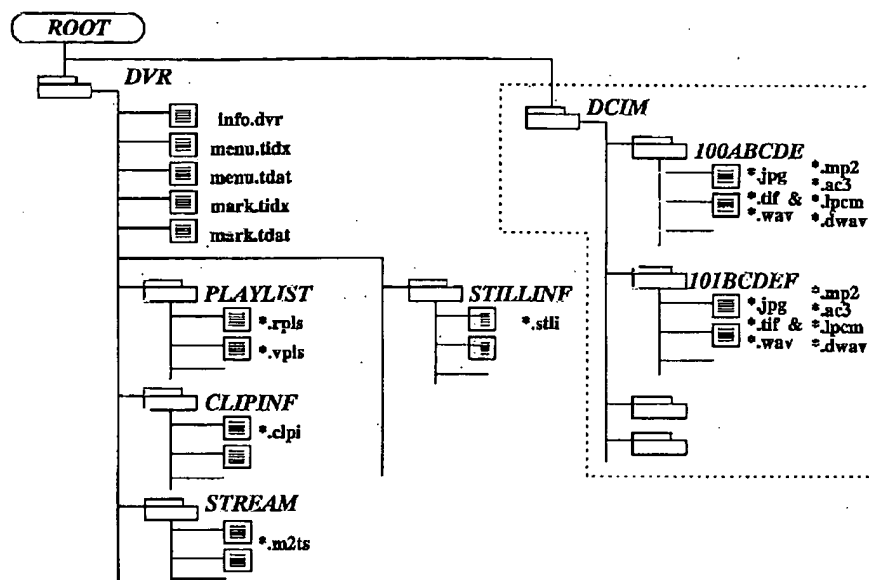 ROOT
DVR
info.dvr
menu.tidx
menu.tdat
mark.tidx
mark.tdat
PLAYLIST
*.rpls
*.vpls
CLIPINF
*.clpi
STREAM
*.m2ts
STILLINF
*.stli
DCIM
100ABCDE
*.jpg *.mp2
*.ac3
*.tif & *.lpcm
*.wav *.dwav
101BCDEF
*.jpg *.mp2
*.ac3
*.tif & *.lpcm
*.wav *.dwav